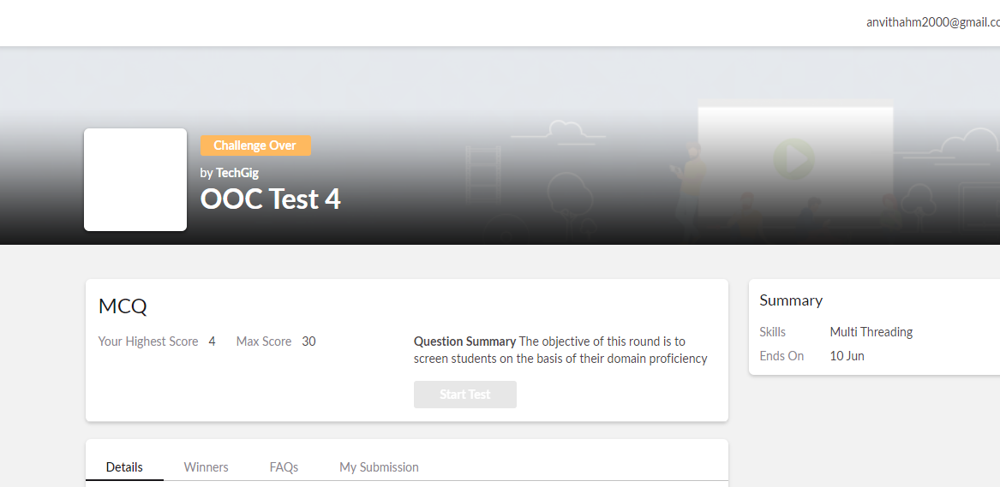 anvithahm2000@gmail.co
Challenge Over
by TechGig
OOC Test 4
MCQ
Your Highest Score 4 Max Score 30
Question Summary The objective of this round is to
screen students on the basis of their domain proficiency
Start Test
Summary
Skills Multi Threading
Ends On 10 Jun
Details Winners FAQs My Submission